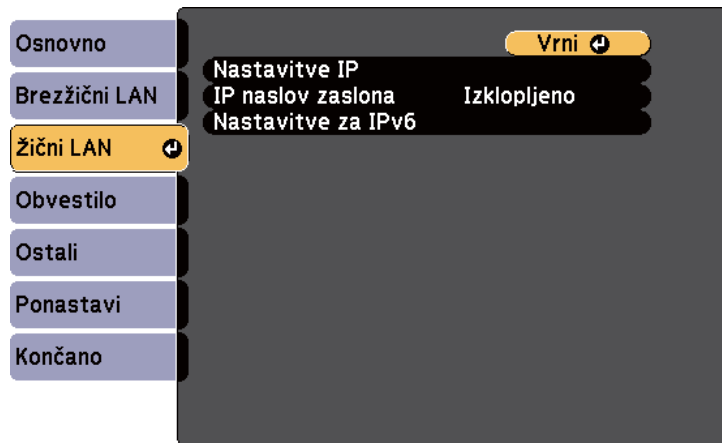 Osnovno
Brezžični LAN
Žični LAN
Obvestilo
Ostali
Ponastavi
Končano
Vrni
Nastavitve IP
IP naslov zaslona Izklopljeno
Nastavitve za IPv6